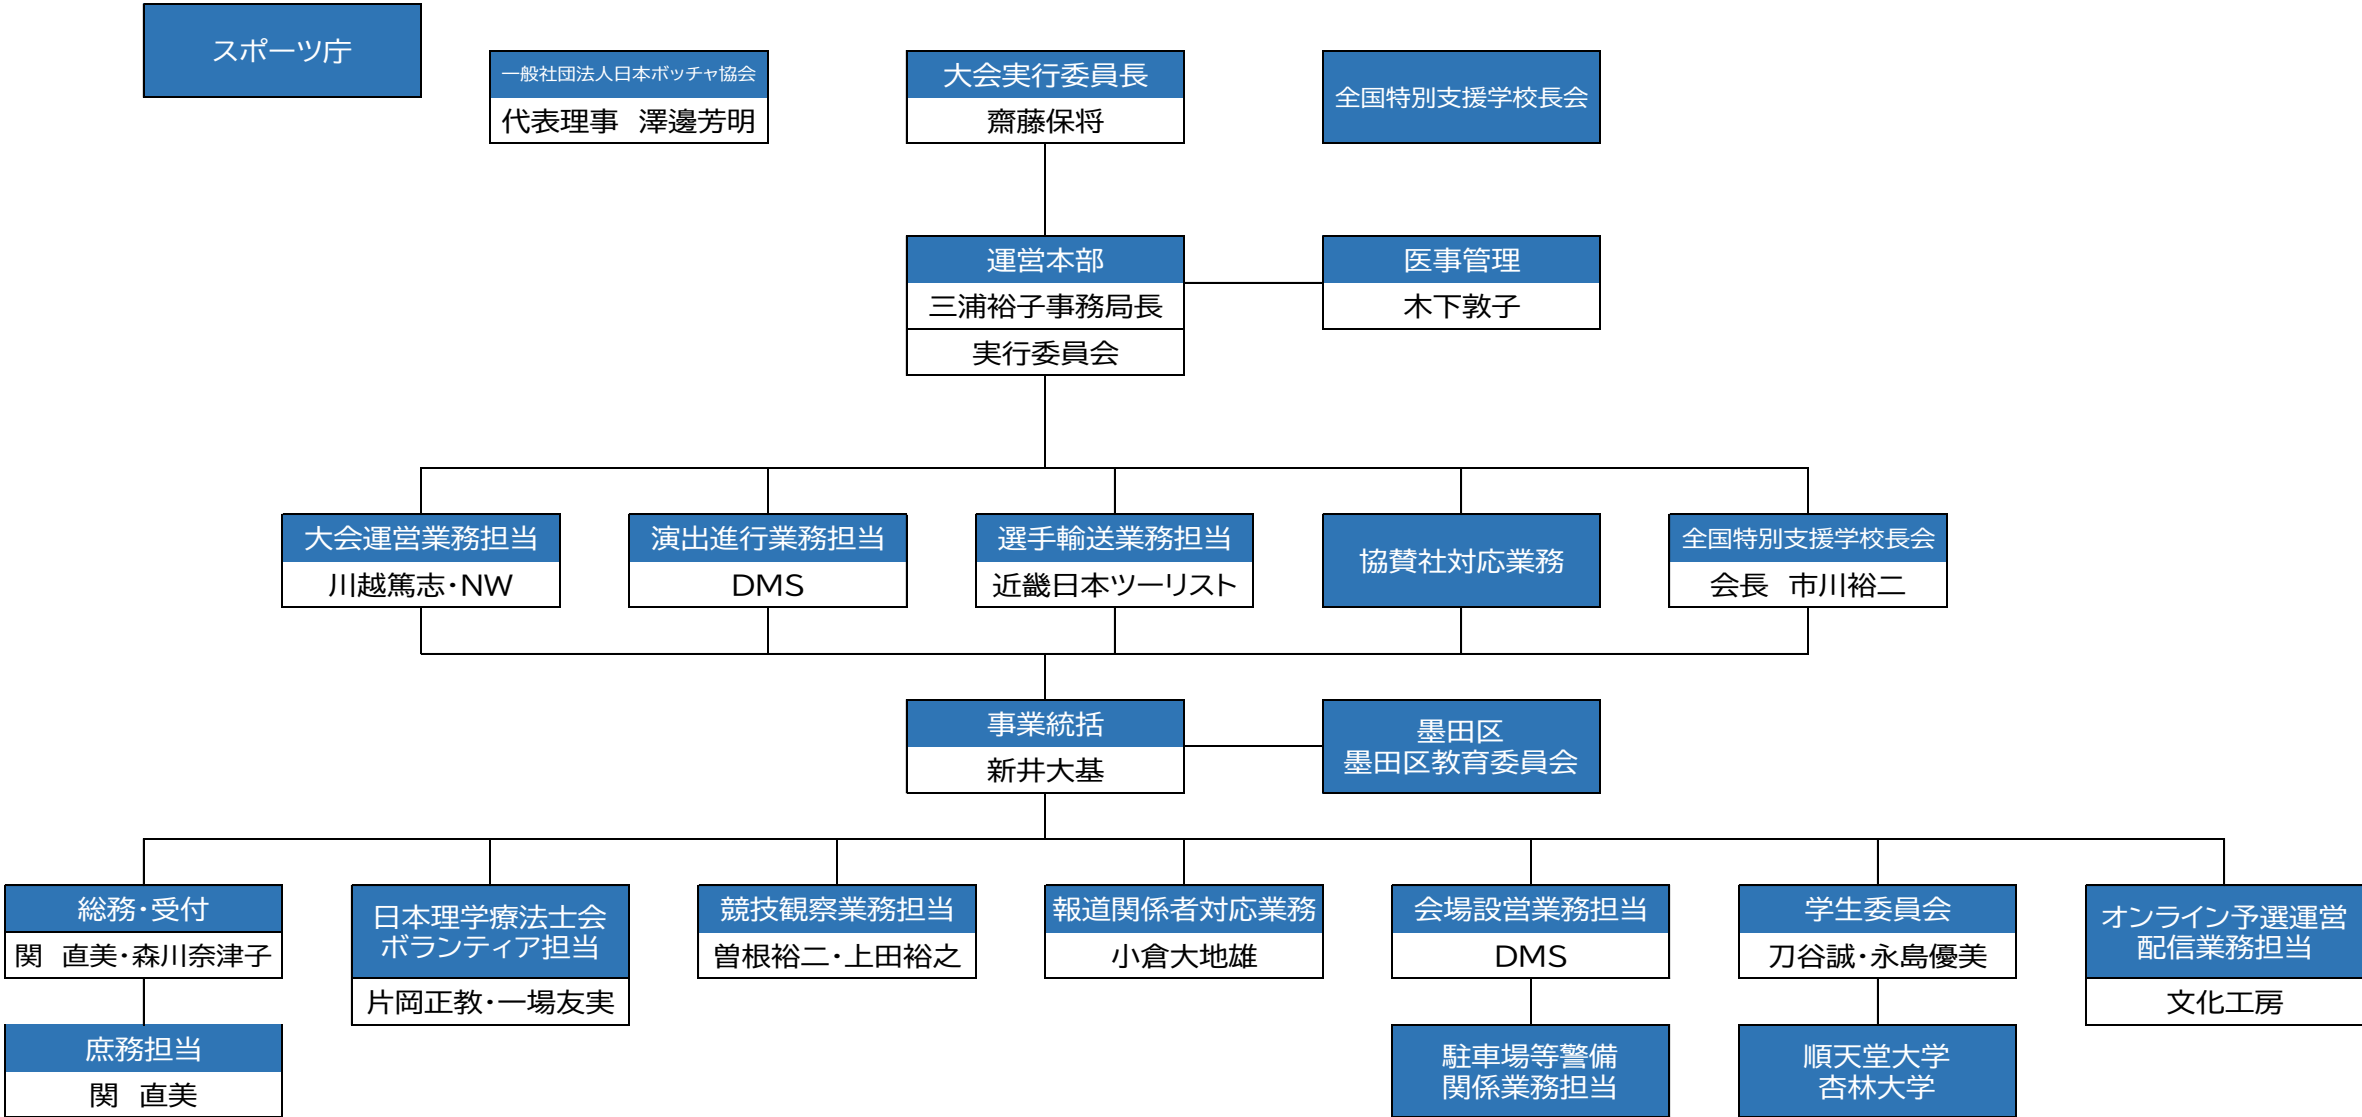 スポーツ庁
一般社団法人日本ボッチャ協会
代表理事　澤邊芳明
大会実行委員長
齋藤保将
全国特別支援学校長会
運営本部
三浦裕子事務局長
実行委員会
医事管理
木下敦子
大会運営業務担当
川越篤志・NW
演出進行業務担当
DMS
選手輸送業務担当
近畿日本ツーリスト
協賛社対応業務
全国特別支援学校長会
会長　市川裕二
事業統括
新井大基
墨田区
墨田区教育委員会
総務・受付
関　直美・森川奈津子
庶務担当
関　直美
日本理学療法士会
ボランティア担当
片岡正教・一場友実
競技観察業務担当
曽根裕二・上田裕之
報道関係者対応業務
小倉大地雄
会場設営業務担当
DMS
駐車場等警備
関係業務担当
学生委員会
刀谷誠・永島優美
順天堂大学
杏林大学
オンライン予選運営
配信業務担当
文化工房